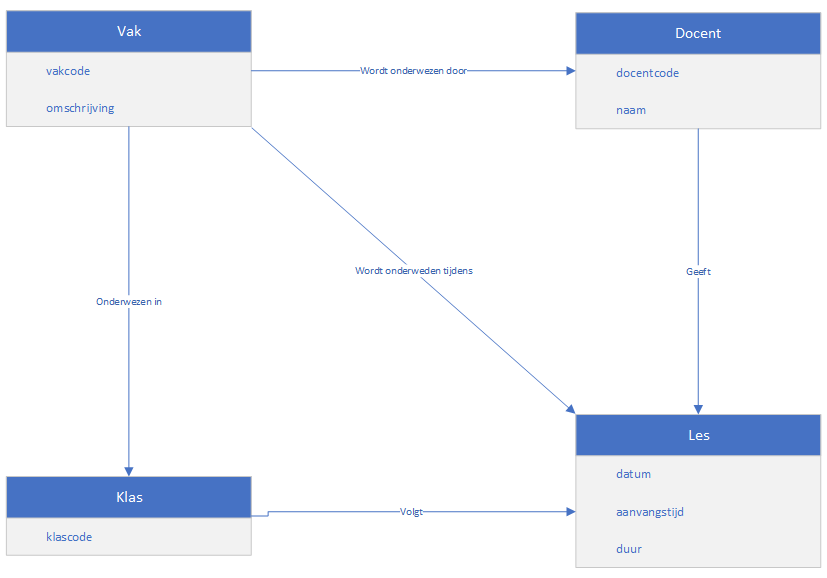 Vak
vakcode
omschrijving
Wordt onderwezen door
Docent
docentcode
naam
Wordt onderweden tijdens
Geeft
Onderwezen in
Klas
klascode
Volgt
Les
datum
aanvangstijd
duur